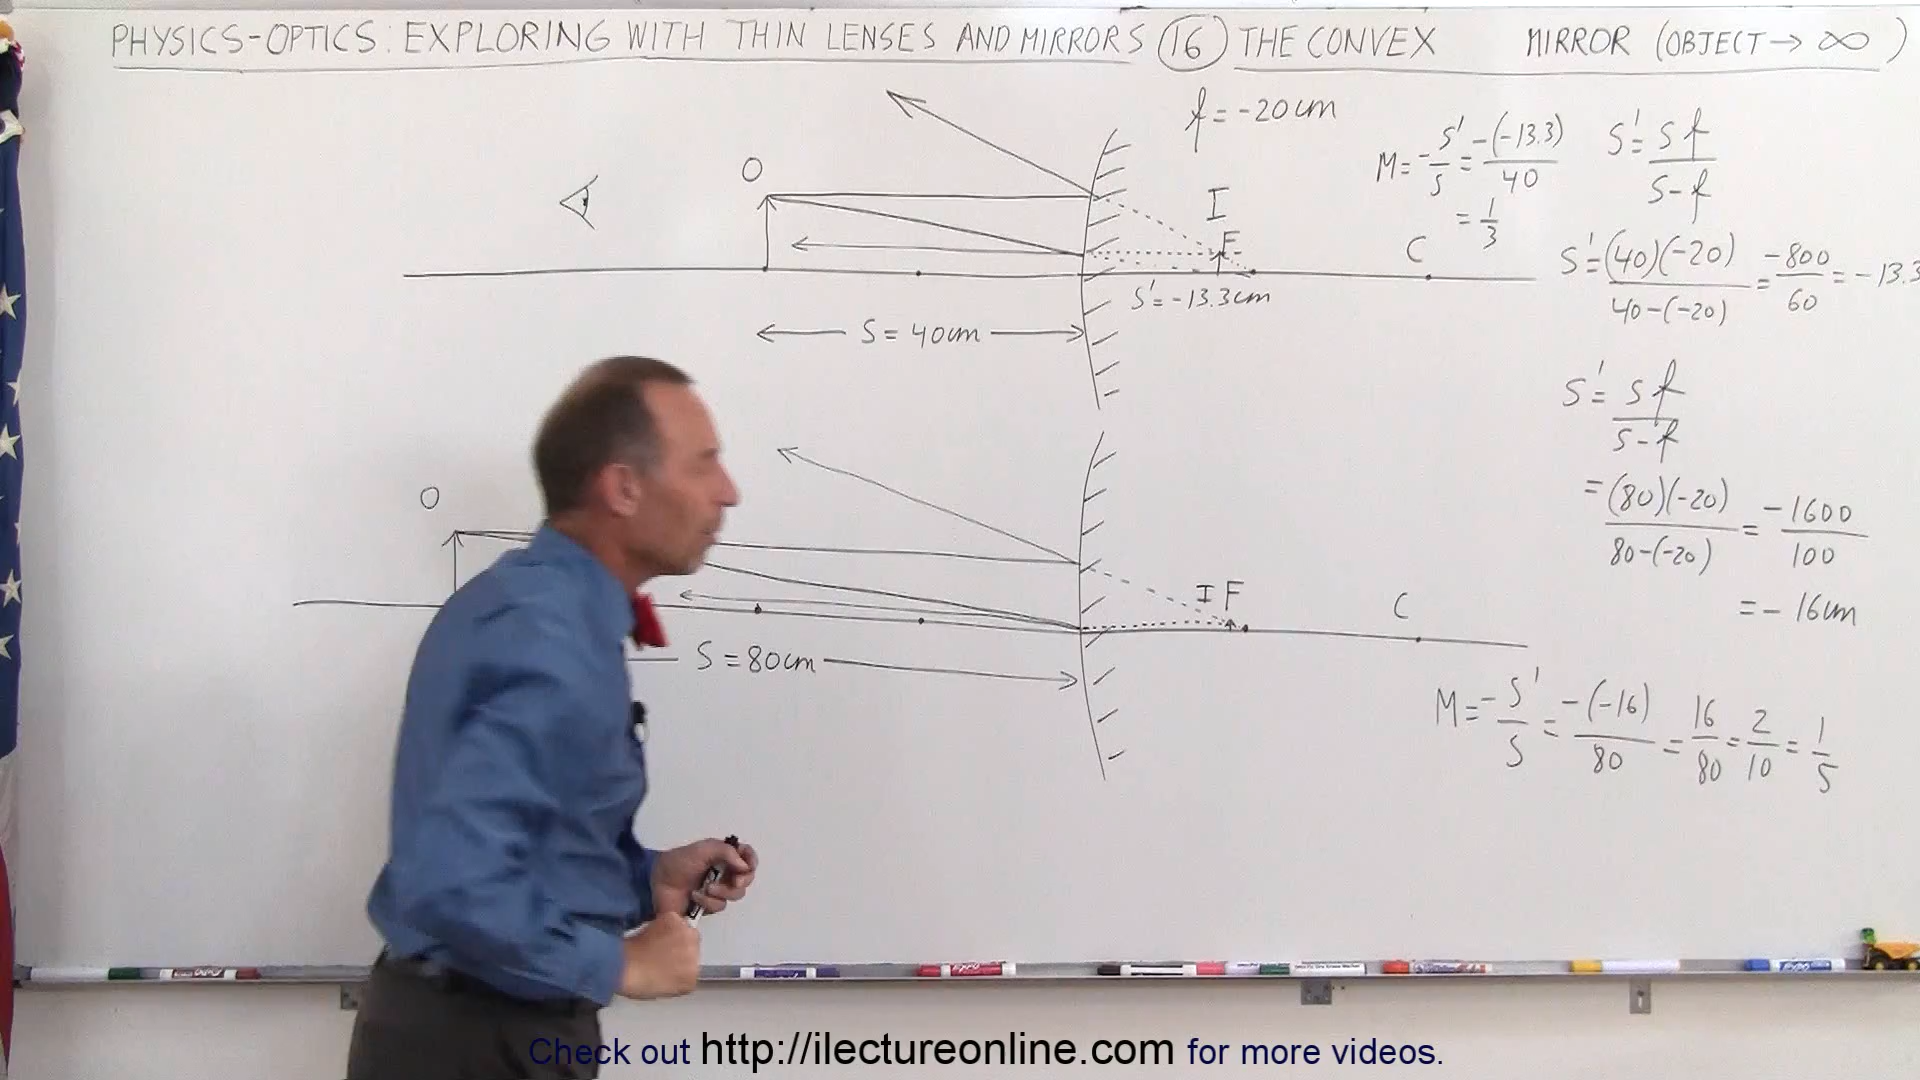 PHYSICS-OPTICS: EXPLORING WITH THIN LENSES AND MIRRORS (16) THE CONVEX MIRROR (OBJECT → ∞)
f = -20cm
M = -S'/S = -(-13.3)/40
= 1/3
S' = S f/S-f
S' = (40)(-20)/40-(-20) = -800/60 = -13.3
O
I
F
C
S' = -13.3cm
S = 40cm
S' = S f/S-f
= (80)(-20)/80-(-20) = -1600/100
= -16cm
O
I F
C
S = 80cm
M = -S'/S = -(-16)/80 = 16/80 = 2/10 = 1/5
Check out http://ilectureonline.com for more videos.